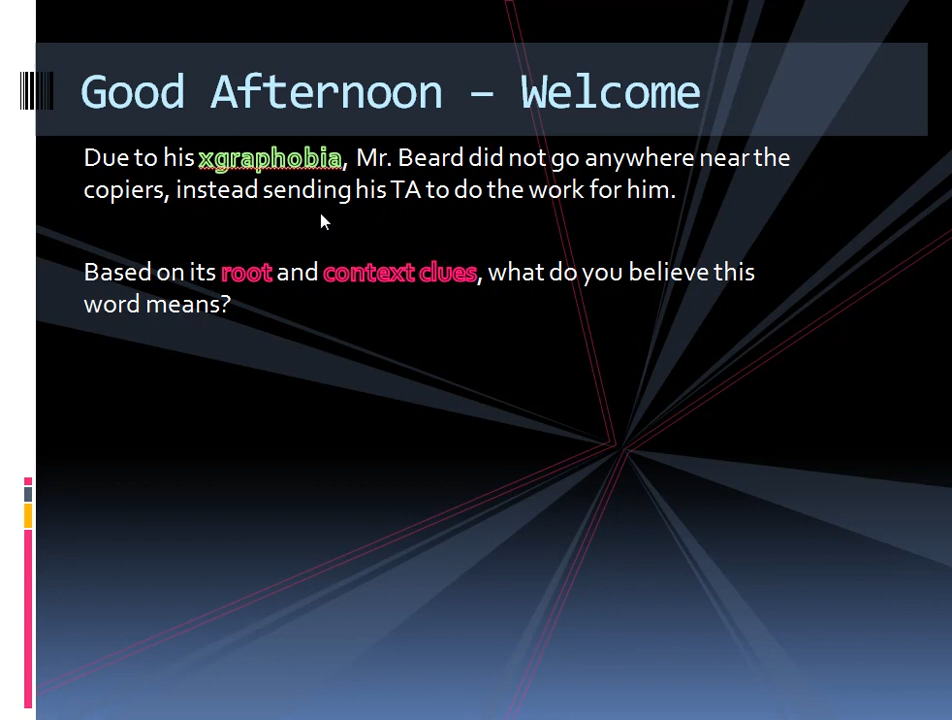 Good Afternoon – Welcome
Due to his xgraphobia, Mr. Beard did not go anywhere near the
copiers, instead sending his TA to do the work for him.
Based on its root and context clues, what do you believe this
word means?